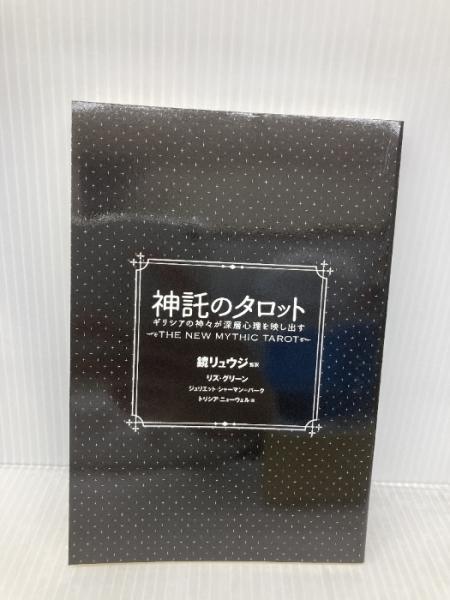 神託のタロット
ギリシアの神々が深層心理を映し出す
THE NEW MYTHIC TAROT
鏡リュウジ 監訳
リズ・グリーン
ジュリエット・シャーマン=バーク
トリシア・ニューウェル 画